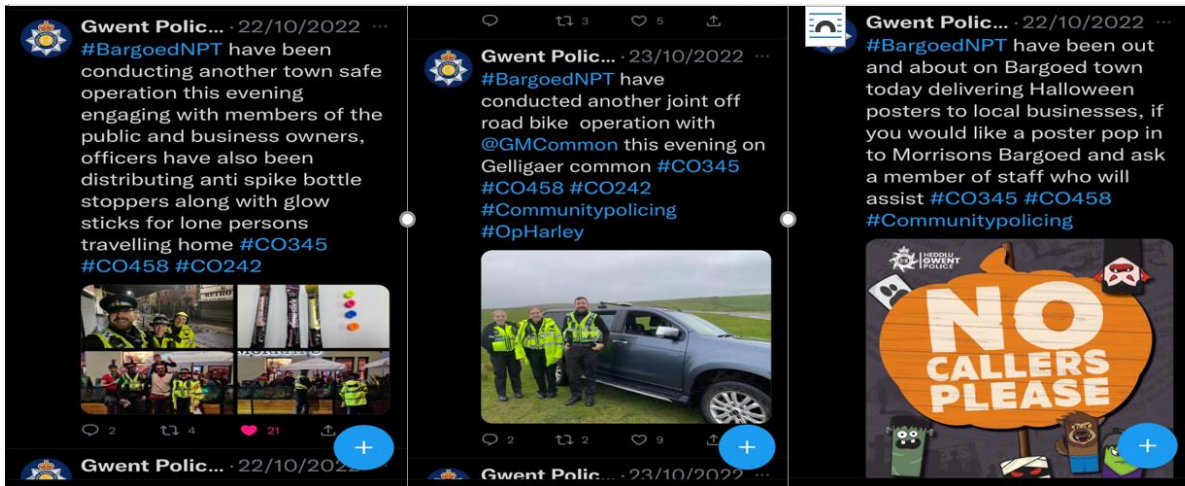 Gwent Polic... · 22/10/2022 ···
#BargoedNPT have been
conducting another town safe
operation this evening
engaging with members of the
public and business owners,
officers have also been
distributing anti spike bottle
stoppers along with glow
sticks for lone persons
travelling home #CO345
#CO458 #CO242
2 4 21
Gwent Polic... · 22/10/202
3 5
Gwent Polic... · 23/10/2022 ···
#BargoedNPT have
conducted another joint off
road bike operation with
@GMCommon this evening on
Gelligaer common #CO345
#CO458 #CO242
#Communitypolicing
#OpHarley
2 2 9
Gwent Polic... · 23/10/2022 ···
Gwent Polic... · 22/10/2022 ···
#BargoedNPT have been out
and about on Bargoed town
today delivering Halloween
posters to local businesses, if
you would like a poster pop in
to Morrisons Bargoed and ask
a member of staff who will
assist #CO345 #CO458
#Communitypolicing
HEDDLU
GWENT
POLICE
NO
CALLERS
PLEASE